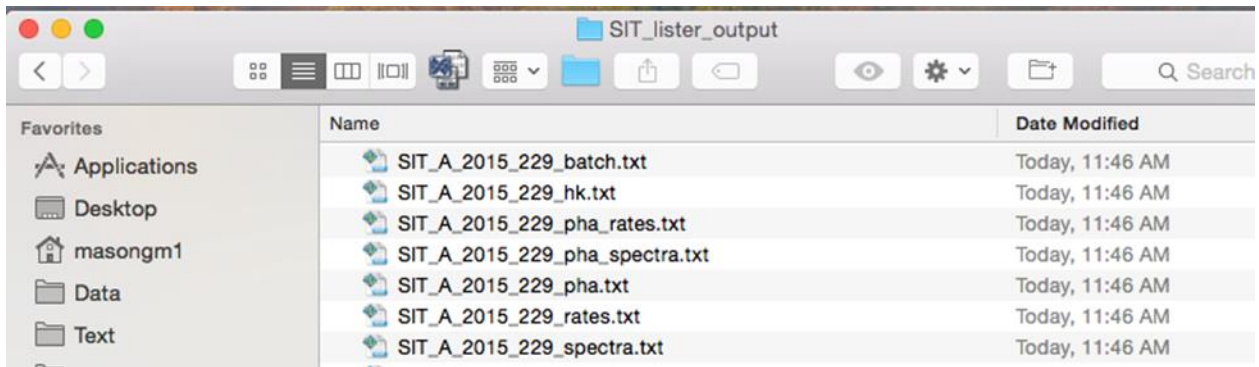 SIT_lister_output
Search
Favorites
Applications
Desktop
masongm1
Data
Text
Name Date Modified
SIT_A_2015_229_batch.txt Today, 11:46 AM
SIT_A_2015_229_hk.txt Today, 11:46 AM
SIT_A_2015_229_pha_rates.txt Today, 11:46 AM
SIT_A_2015_229_pha_spectra.txt Today, 11:46 AM
SIT_A_2015_229_pha.txt Today, 11:46 AM
SIT_A_2015_229_rates.txt Today, 11:46 AM
SIT_A_2015_229_spectra.txt Today, 11:46 AM